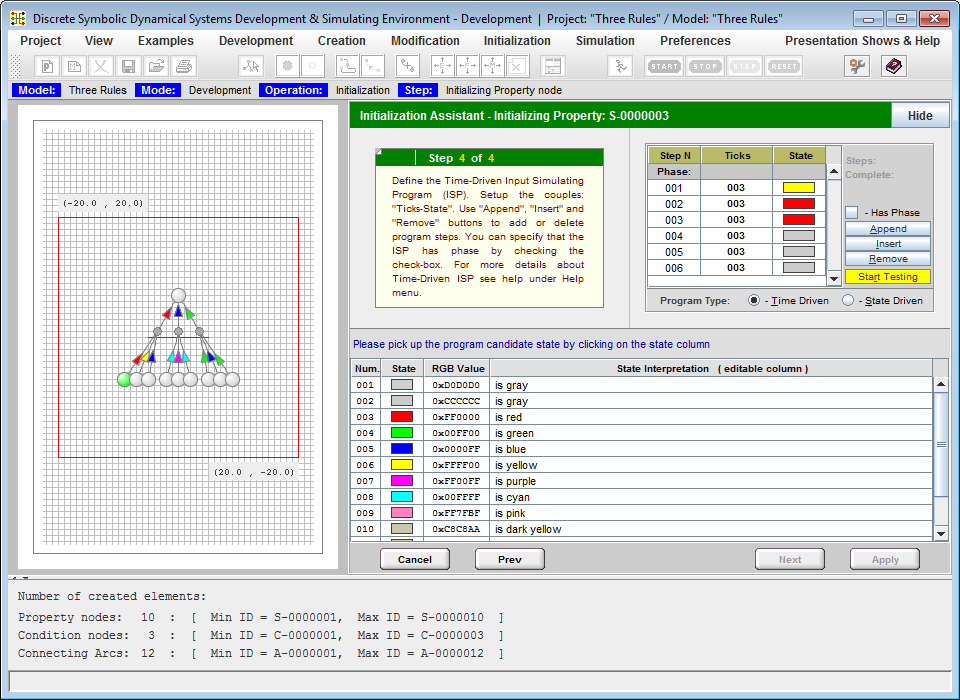 Discrete Symbolic Dynamical Systems Development & Simulating Environment - Development | Project: "Three Rules" / Model: "Three Rules"
Project View Examples Development Creation Modification Initialization Simulation Preferences Presentation Shows & Help
START STOP STEP RESET
Model: Three Rules Mode: Development Operation: Initialization Step: Initializing Property node
Initialization Assistant - Initializing Property: S-0000003 Hide
(-20.0 , 20.0)
(20.0 , -20.0)
Step 4 of 4
Define the Time-Driven Input Simulating
Program (ISP). Setup the couples:
"Ticks-State". Use "Append", "Insert" and
"Remove" buttons to add or delete
program steps. You can specify that the
ISP has phase by checking the
check-box. For more details about
Time-Driven ISP see help under Help
menu.
Step N Ticks State
Phase:
001 003
002 003
003 003
004 003
005 003
006 003
Steps:
Complete:
- Has Phase
Append
Insert
Remove
Start Testing
Program Type: - Time Driven - State Driven
Please pick up the program candidate state by clicking on the state column
Num. State RGB Value State Interpretation ( editable column )
001 0xD0D0D0 is gray
002 0xCCCCCC is gray
003 0xFF0000 is red
004 0x00FF00 is green
005 0x0000FF is blue
006 0xFFFF00 is yellow
007 0xFF00FF is purple
008 0x00FFFF is cyan
009 0xFF7FBF is pink
010 0xC8C8AA is dark yellow
Cancel Prev Next Apply
Number of created elements:
Property nodes: 10 : [ Min ID = S-0000001, Max ID = S-0000010 ]
Condition nodes: 3 : [ Min ID = C-0000001, Max ID = C-0000003 ]
Connecting Arcs: 12 : [ Min ID = A-0000001, Max ID = A-0000012 ]